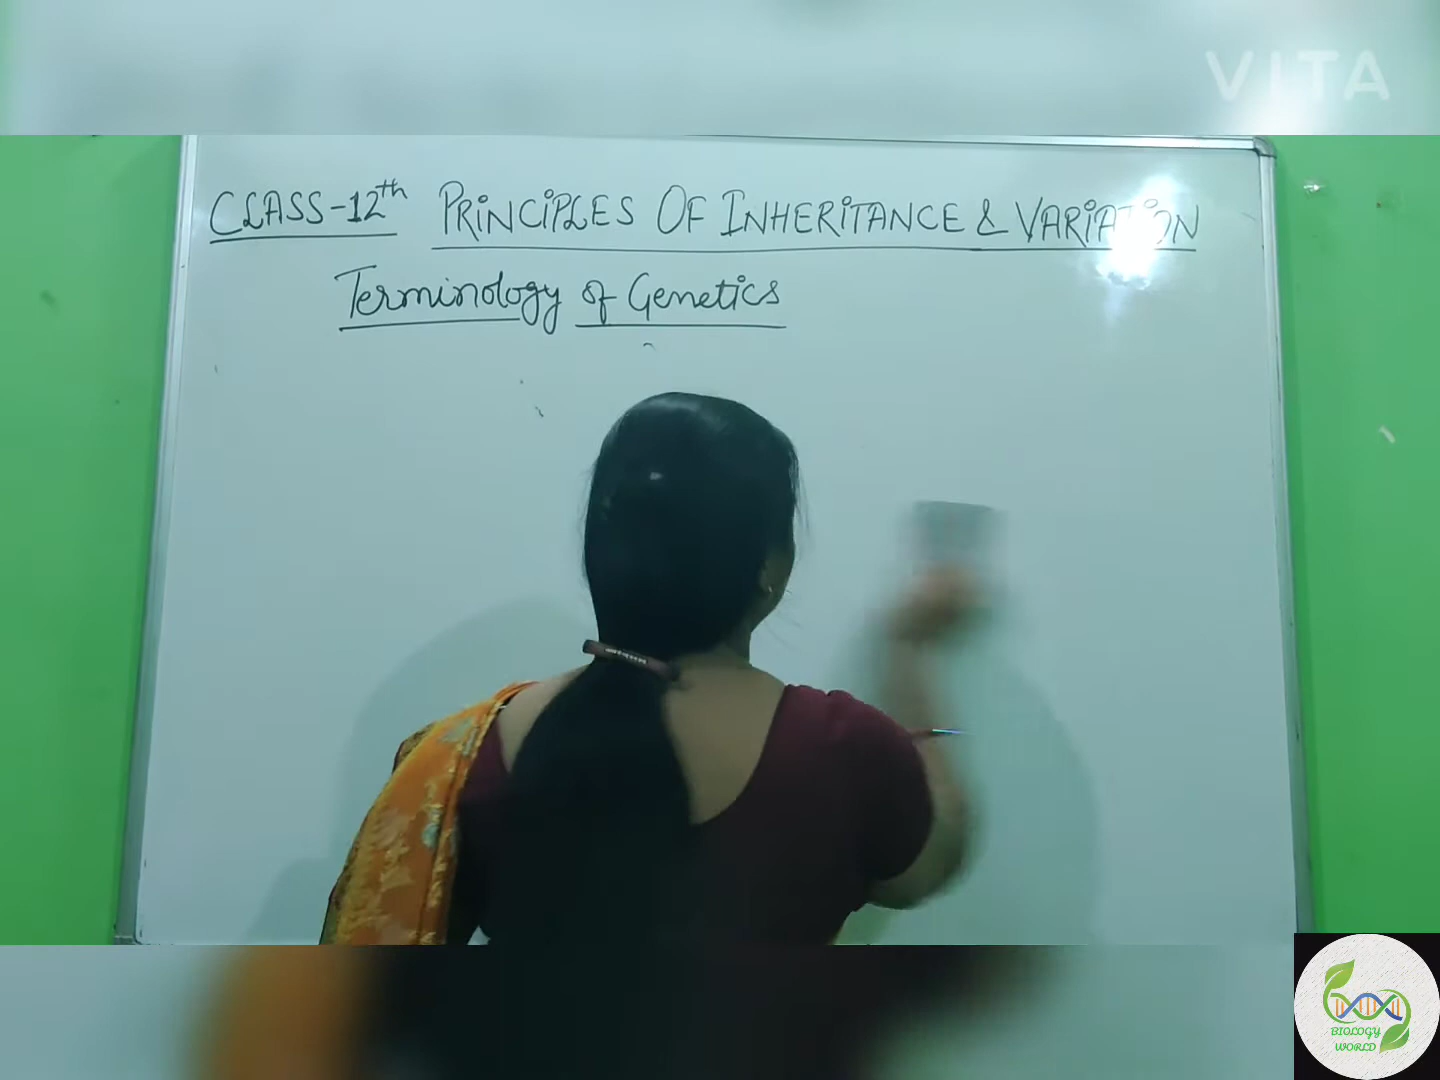 VITA
CLASS-12th PRINCIPLES OF INHERITANCE & VARIATION
Terminology of Genetics
BIOLOGY
WORLD